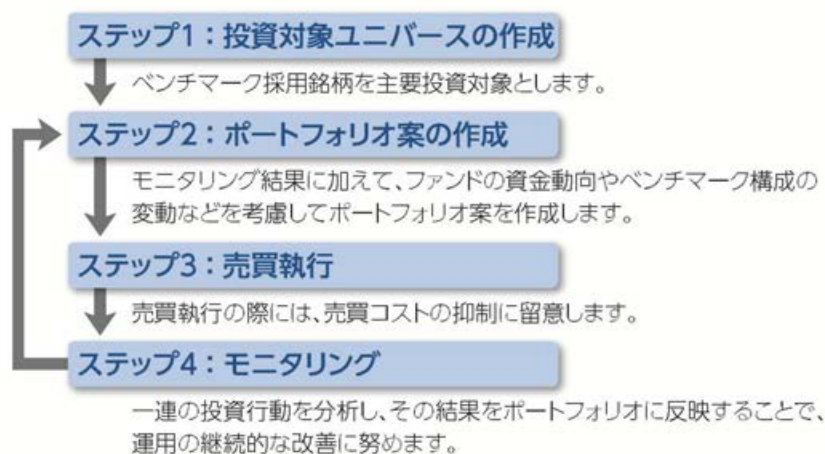 ステップ1：投資対象ユニバースの作成
ベンチマーク採用銘柄を主要投資対象とします。
ステップ2：ポートフォリオ案の作成
モニタリング結果に加えて、ファンドの資金動向やベンチマーク構成の
変動などを考慮してポートフォリオ案を作成します。
ステップ3：売買執行
売買執行の際には、売買コストの抑制に留意します。
ステップ4：モニタリング
一連の投資行動を分析し、その結果をポートフォリオに反映することで、
運用の継続的な改善に努めます。